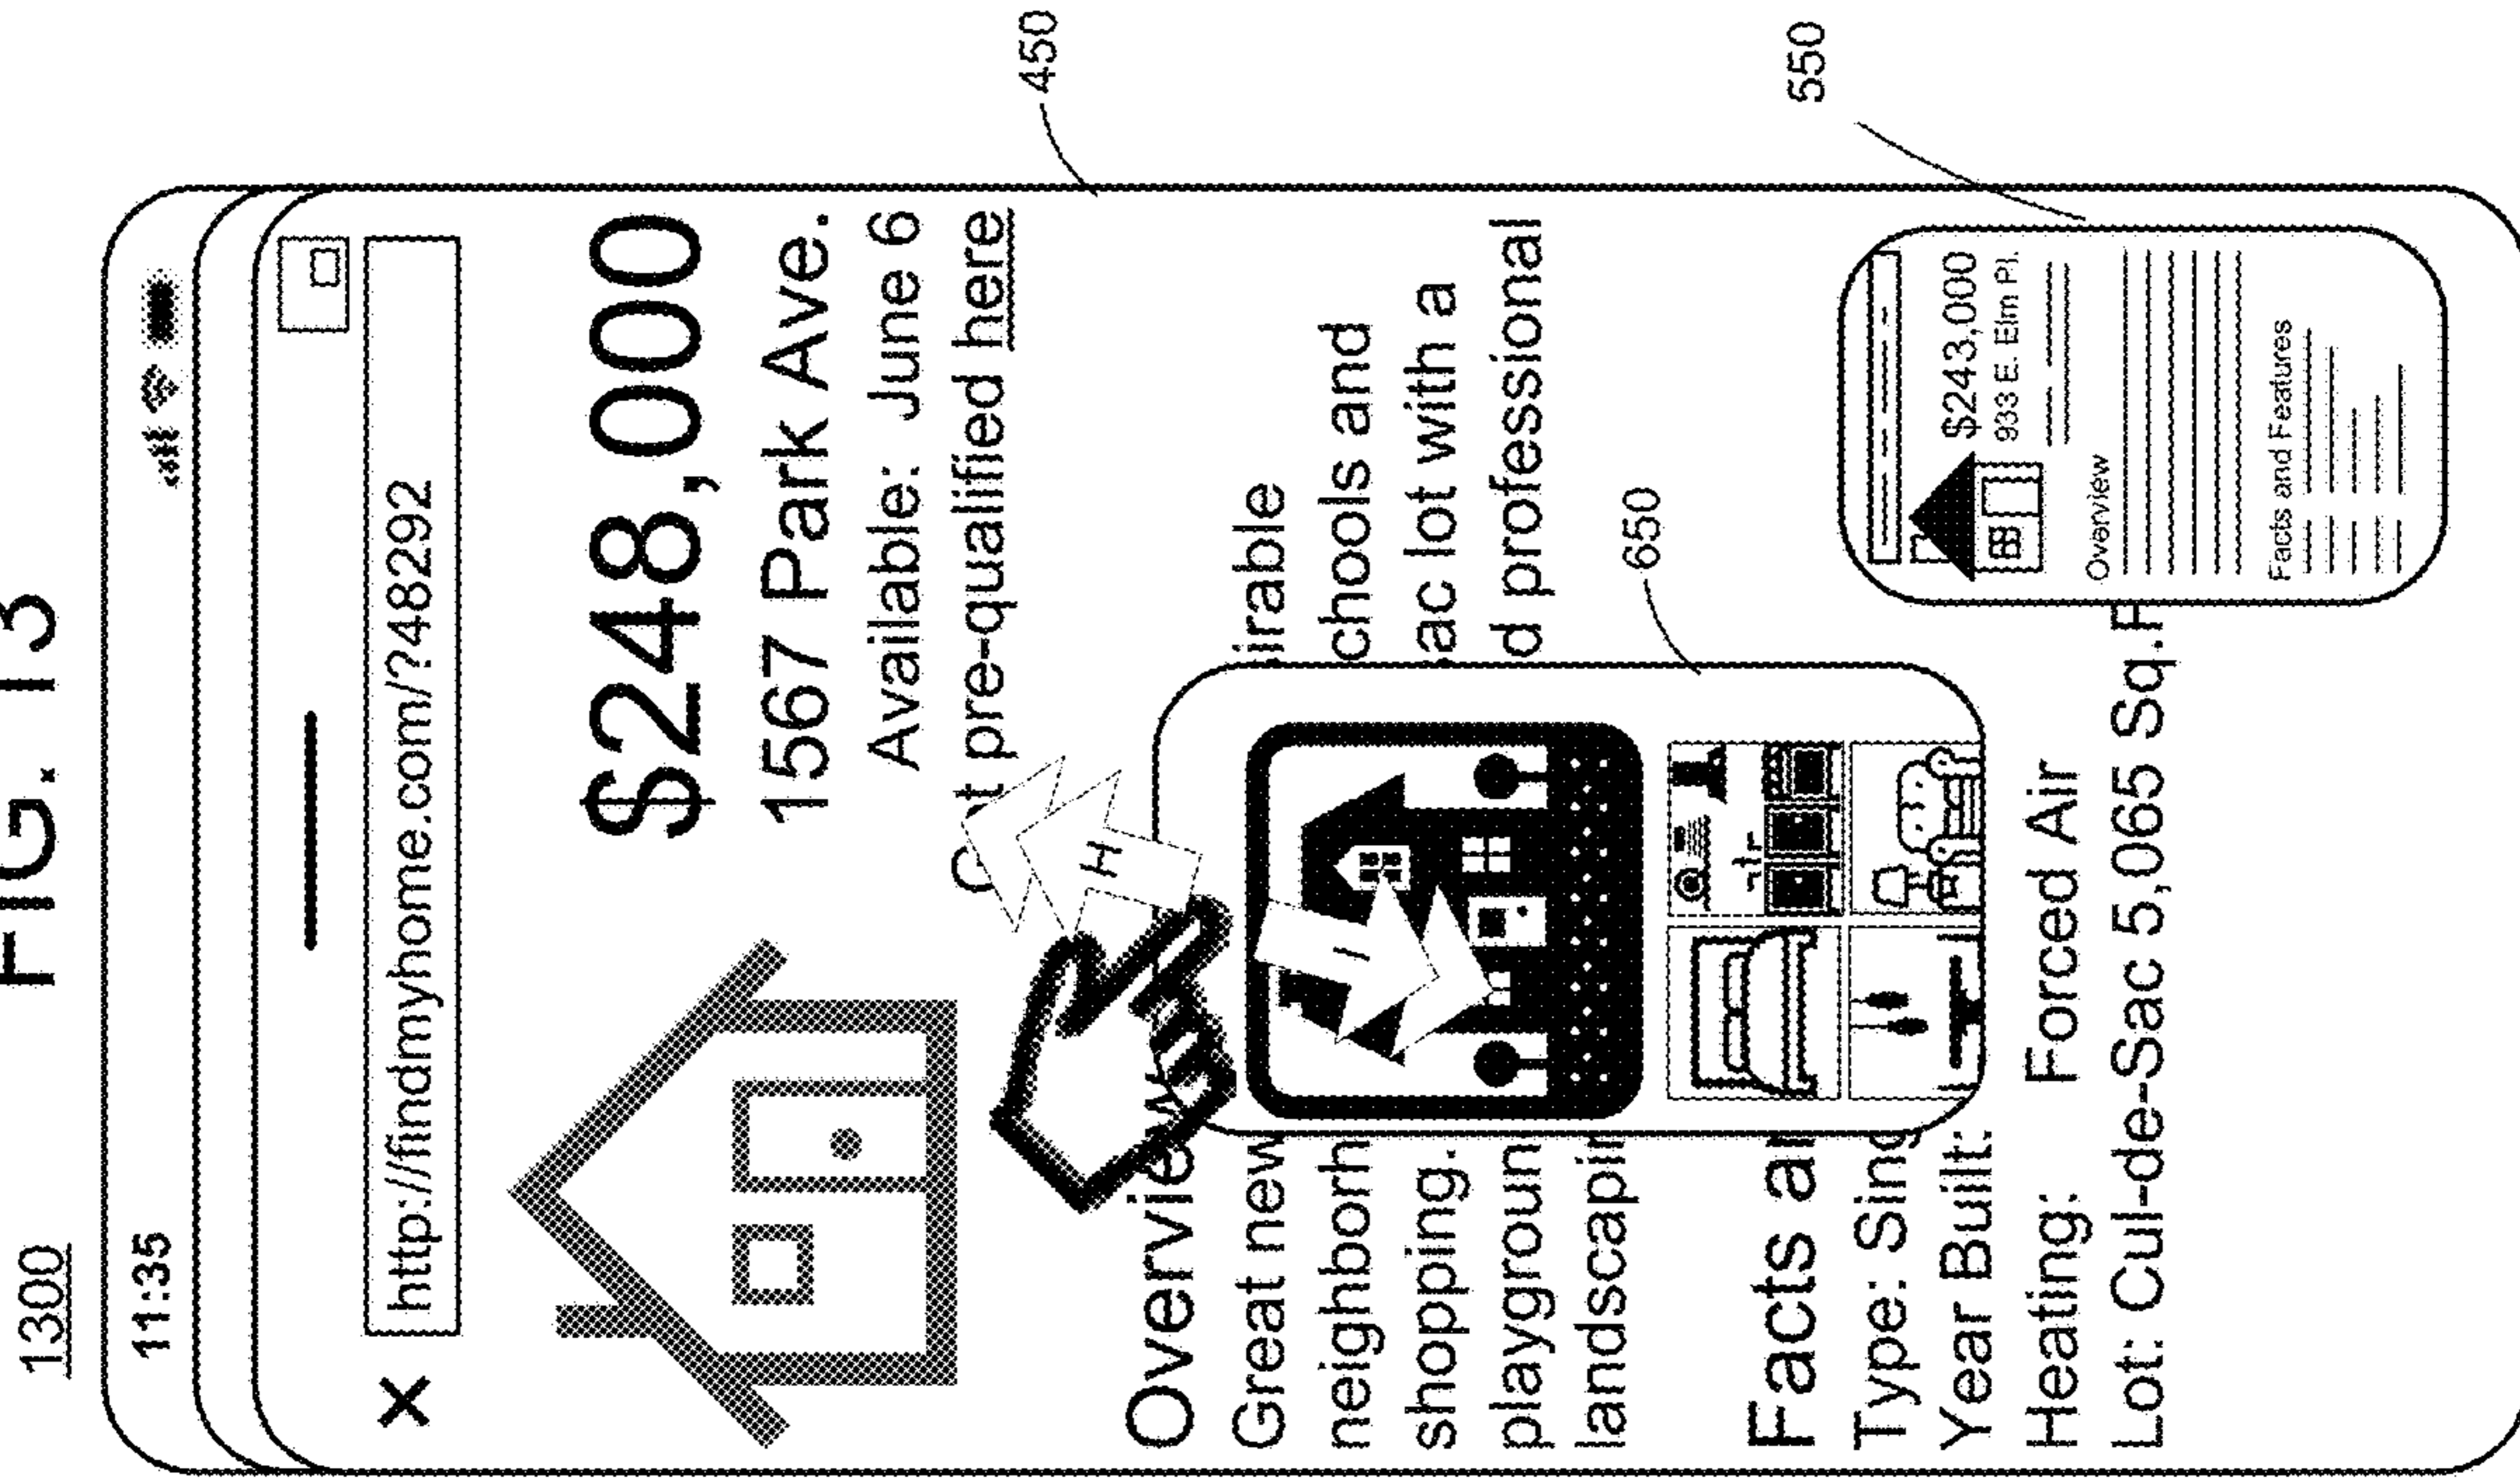 FIG. 13
1300
11:35
X http://findmyhome.com/?48292
$248,000
1567 Park Ave.
Available: June 6
pre-qualified here
450
H
I
Overview
Great new irable
neighborh chools and
shopping. ac lot with a
playgroun d professional
landscapin
650
Facts a
Type: Sing
Year Built:
Heating: Forced Air
Lot: Cul-de-Sac 5,065 Sq.F
550
$243,000
933 E. Elm Pl.
Overview
Facts and Features